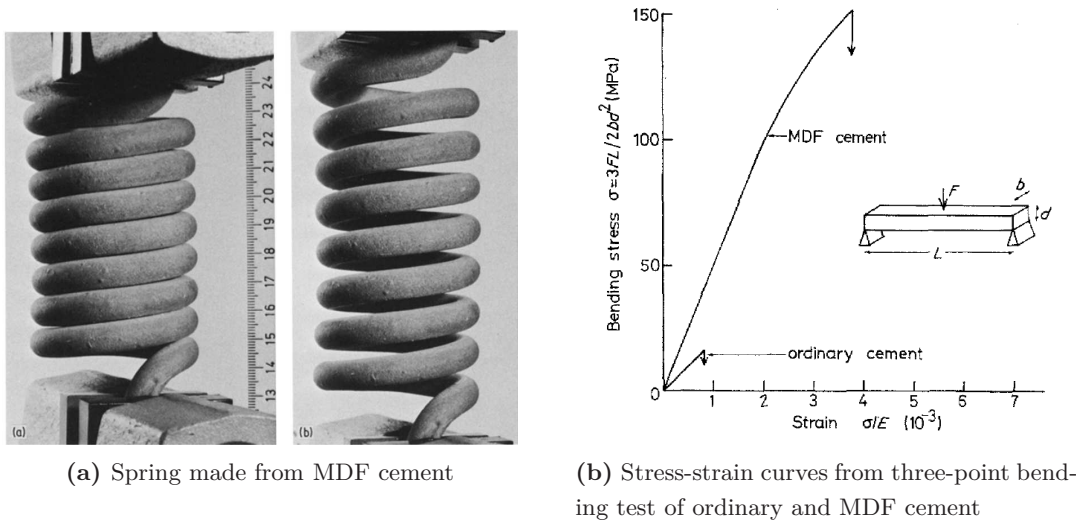 24
23
22
21
20
19
18
17
16
15
14
13
(a)
(b)
150
100
50
0
Bending stress σ=3FL/2bd² (MPa)
MDF cement
ordinary cement
F
b
d
L
1 2 3 4 5 6 7
Strain σ/E (10⁻³)
(a) Spring made from MDF cement
(b) Stress-strain curves from three-point bend-
ing test of ordinary and MDF cement